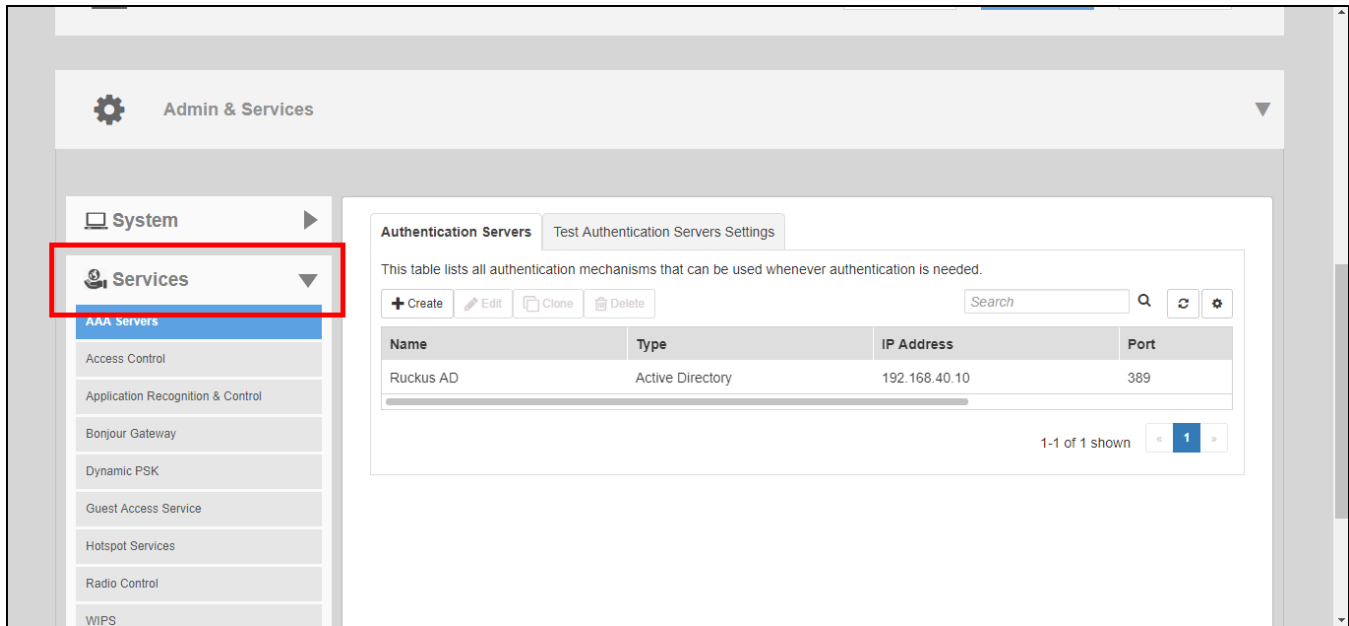 Admin & Services
System
Services
AAA Servers
Access Control
Application Recognition & Control
Bonjour Gateway
Dynamic PSK
Guest Access Service
Hotspot Services
Radio Control
WIPS
Authentication Servers Test Authentication Servers Settings
This table lists all authentication mechanisms that can be used whenever authentication is needed.
Create Edit Clone Delete Search
Name Type IP Address Port
Ruckus AD Active Directory 192.168.40.10 389
1-1 of 1 shown « 1 »